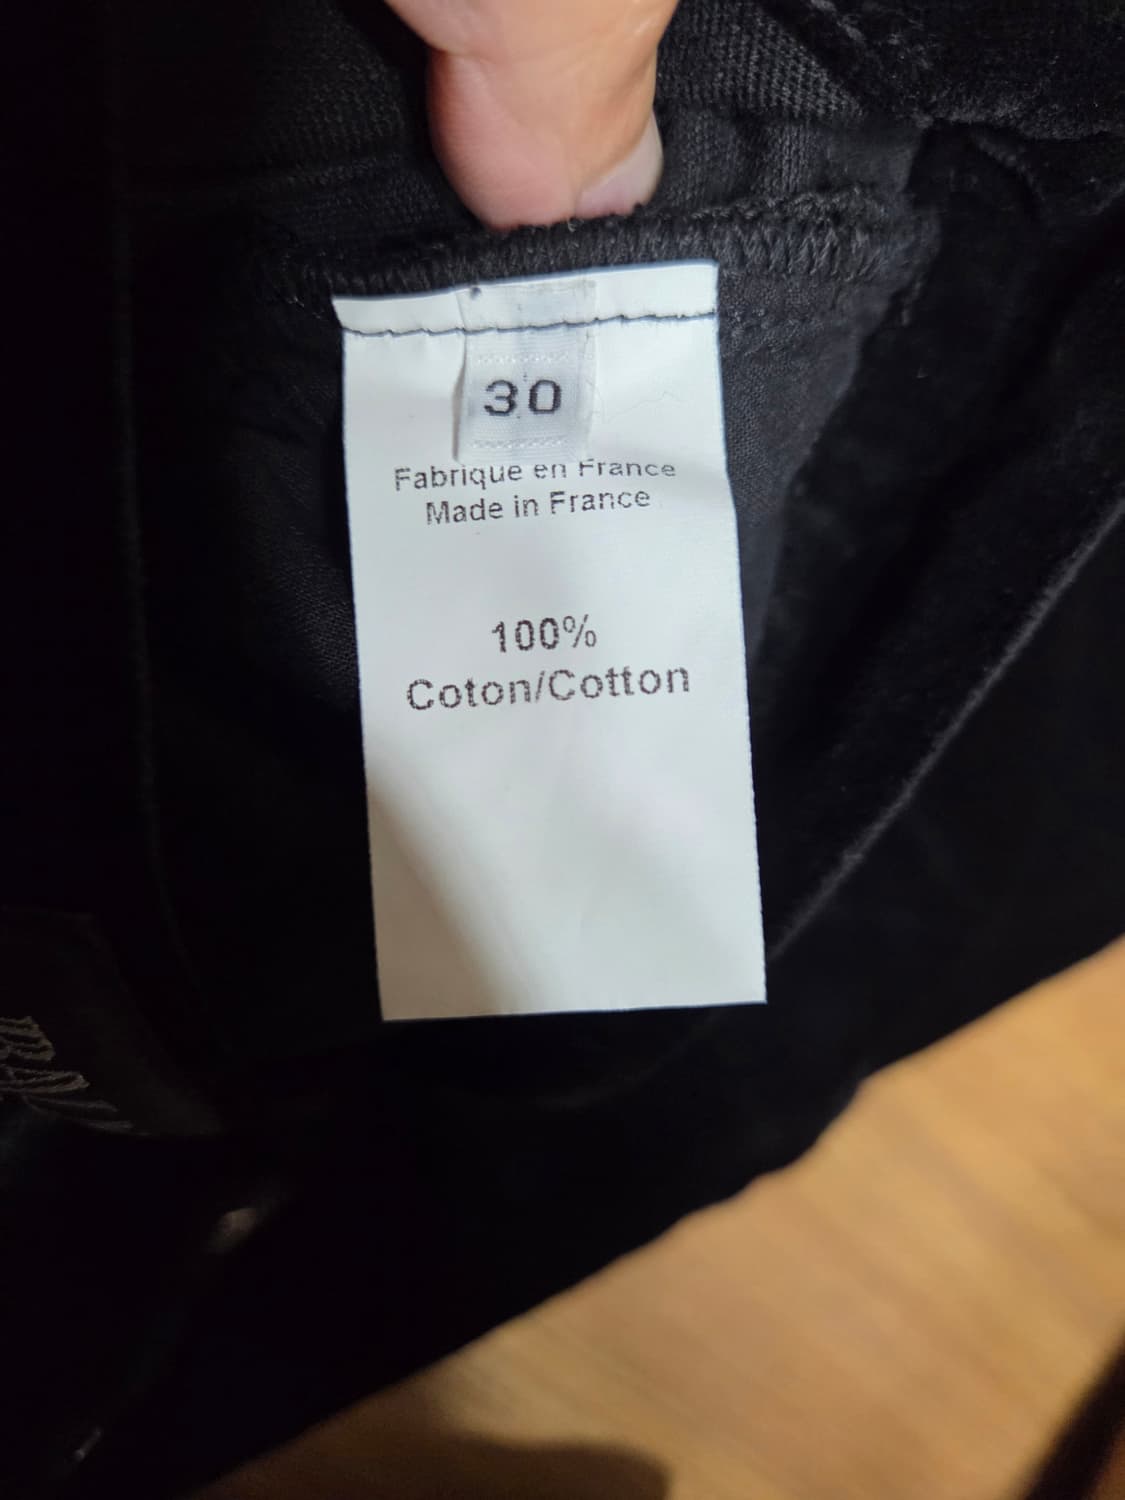 30
Fabrique en France
Made in France
100%
Coton/Cotton